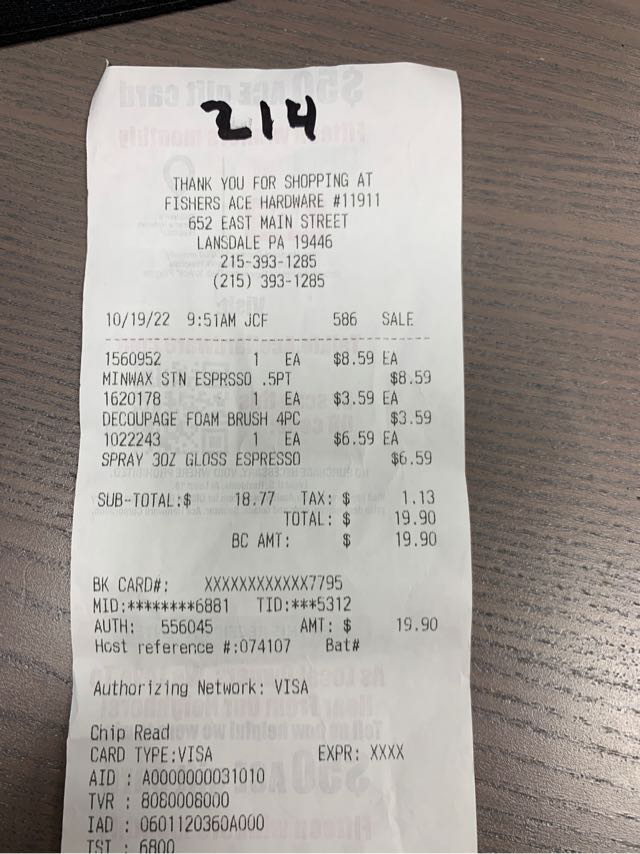 214
THANK YOU FOR SHOPPING AT
FISHERS ACE HARDWARE #11911
652 EAST MAIN STREET
LANSDALE PA 19446
215-393-1285
(215) 393-1285
10/19/22 9:51AM JCF 586 SALE
1560952 1 EA $8.59 EA
MINWAX STN ESPRSSO .5PT $8.59
1620178 1 EA $3.59 EA
DECOUPAGE FOAM BRUSH 4PC $3.59
1022243 1 EA $6.59 EA
SPRAY 3OZ GLOSS ESPRESSO $6.59
SUB-TOTAL:$ 18.77 TAX: $ 1.13
TOTAL: $ 19.90
BC AMT: $ 19.90
BK CARD#: XXXXXXXXXXXX7795
MID:********6881 TID:***5312
AUTH: 556045 AMT: $ 19.90
Host reference #:074107 Bat#
Authorizing Network: VISA
Chip Read
CARD TYPE:VISA EXPR: XXXX
AID : A0000000031010
TVR : 8080008000
IAD : 0601120360A000
TSI : 6800